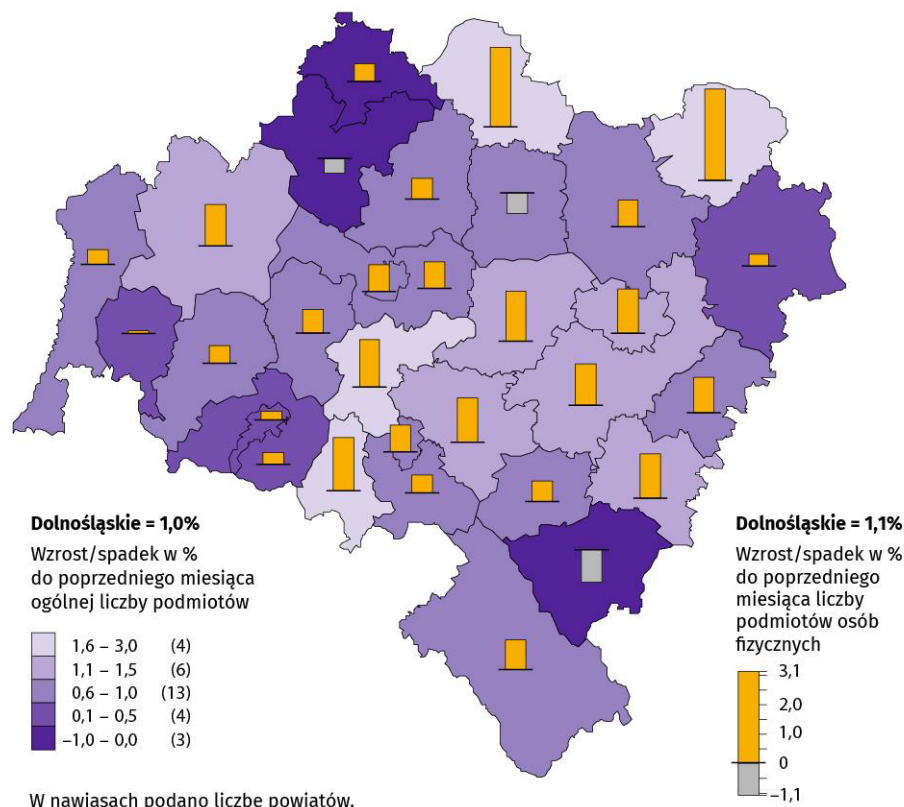 Dolnośląskie = 1,0%
Wzrost/spadek w %
do poprzedniego miesiąca
ogólnej liczby podmiotów
1,6 – 3,0 (4)
1,1 – 1,5 (6)
0,6 – 1,0 (13)
0,1 – 0,5 (4)
–1,0 – 0,0 (3)
W nawiasach podano liczbę powiatów.
Dolnośląskie = 1,1%
Wzrost/spadek w %
do poprzedniego
miesiąca liczby
podmiotów osób
fizycznych
3,1
2,0
1,0
0
–1,1